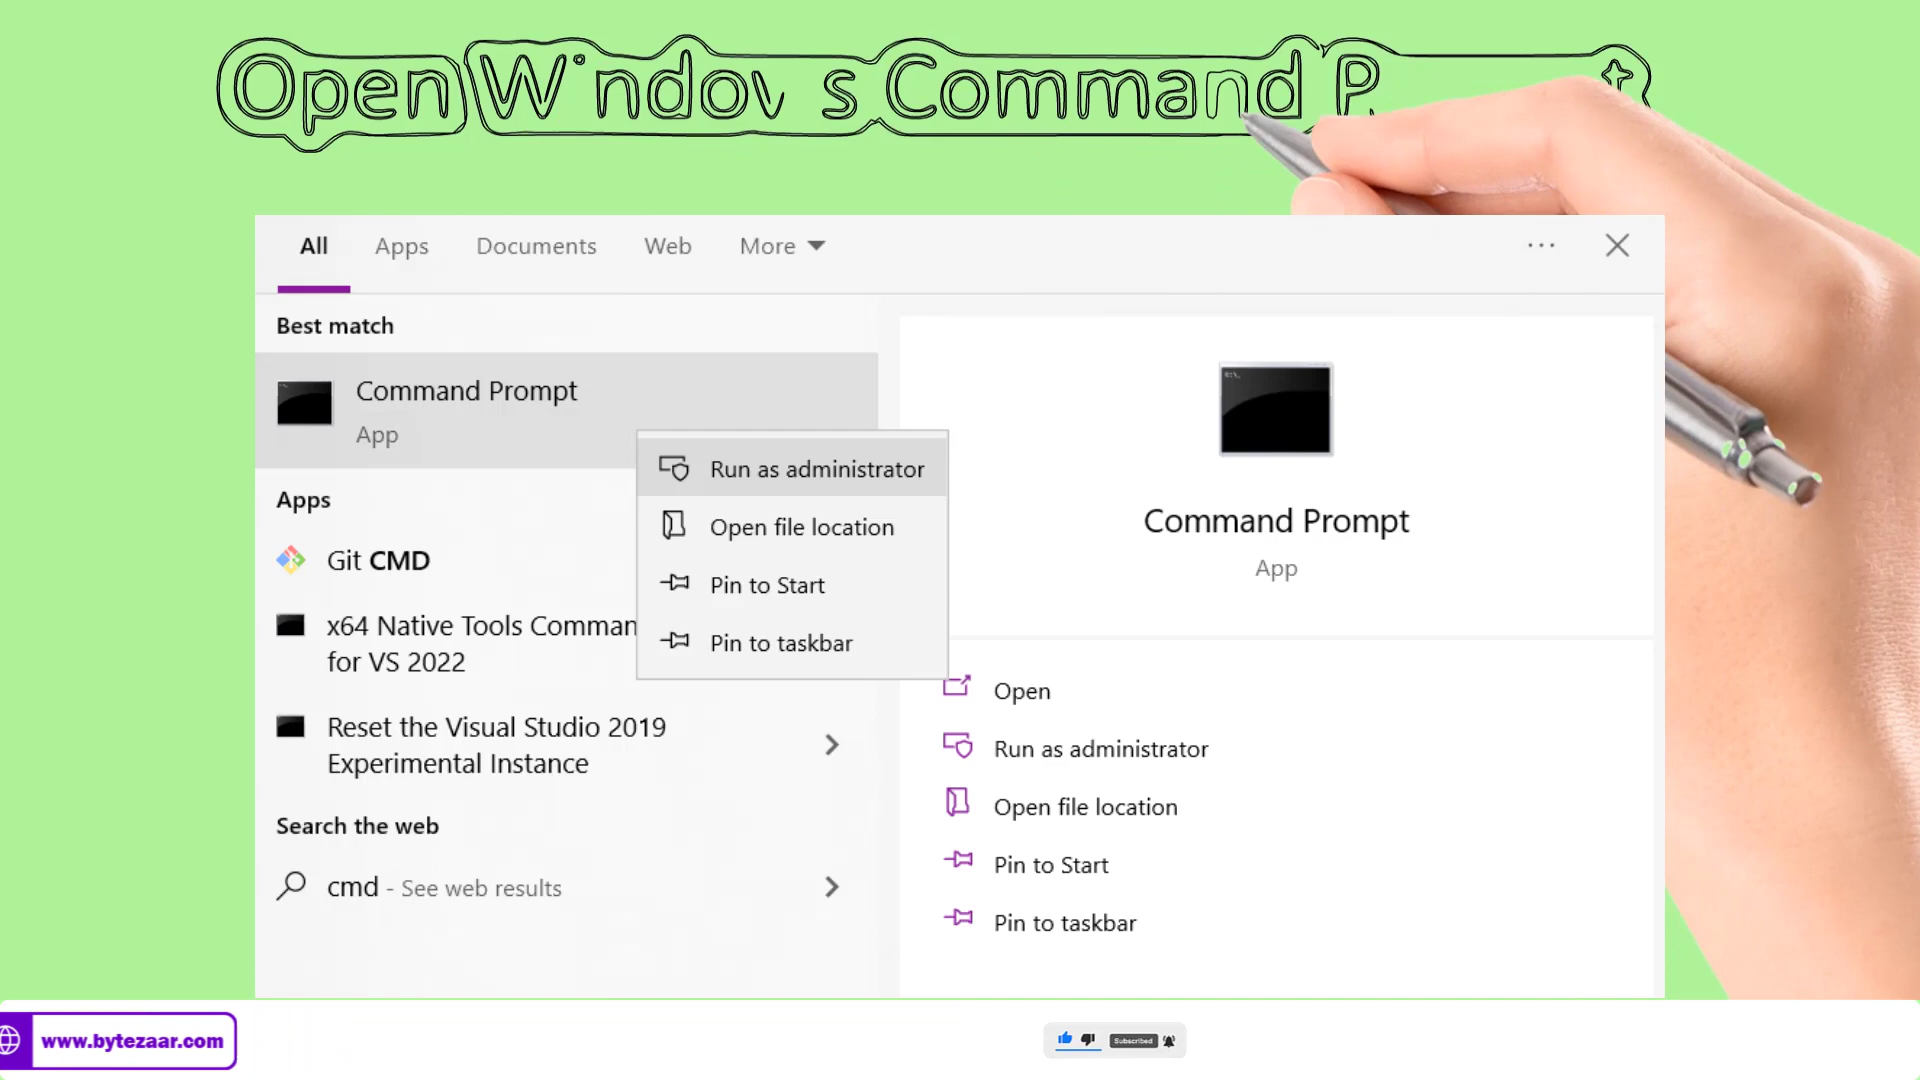 Open Windows Command P t
All Apps Documents Web More
Best match
Command Prompt
App
Run as administrator
Open file location
Pin to Start
Pin to taskbar
Apps
Git CMD
x64 Native Tools Comman
for VS 2022
Reset the Visual Studio 2019
Experimental Instance
Search the web
cmd - See web results
Command Prompt
App
Open
Run as administrator
Open file location
Pin to Start
Pin to taskbar
www.bytezaar.com
Subscribed